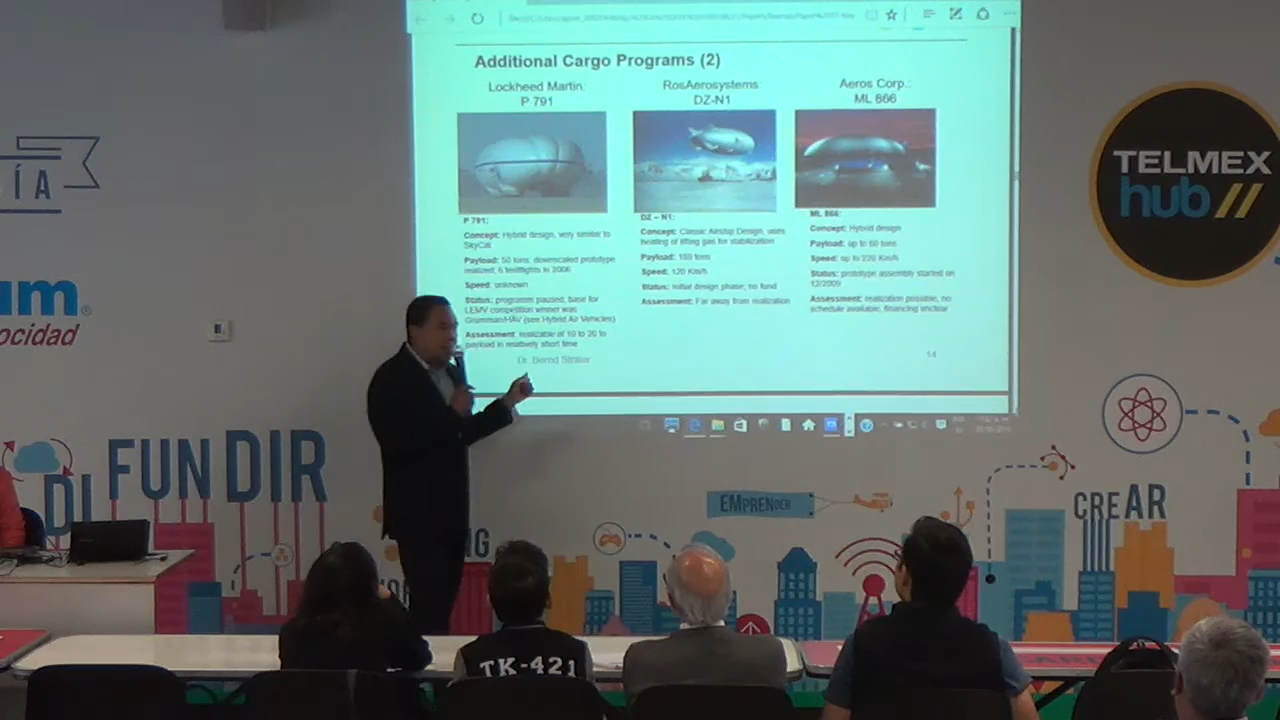 Additional Cargo Programs (2)
Lockheed Martin:
P 791
RosAerosystems:
DZ-N1
Aeros Corp.:
ML 866
P 791:
Concept: Hybrid design, very similar to
SkyCat
Payload: 50 tons; downscaled prototype
realized; 6 testflights in 2006
Speed: unknown
Status: programm paused, base for
LEMV competition winner was
Grumman/HAV (see Hybrid Air Vehicles)
Assessment: realizable of 10 to 20 to
payload in relatively short time
DZ – N1:
Concept: Classic Airship Design, uses
heating of lifting gas for stabilization
Payload: 180 tons
Speed: 120 Km/h
Status: Initial design phase; no fund
Assessment: Far away from realization
ML 866:
Concept: Hybrid design
Payload: up to 60 tons
Speed: up to 220 Km/h
Status: prototype assembly started on
12/2009
Assessment: realization possible, no
schedule available, financing unclear
14
TELMEX
hub //
ÍA
um®
ocidad
DI
FUNDIR
EMPRENDER
CREAR
NG
TK-421